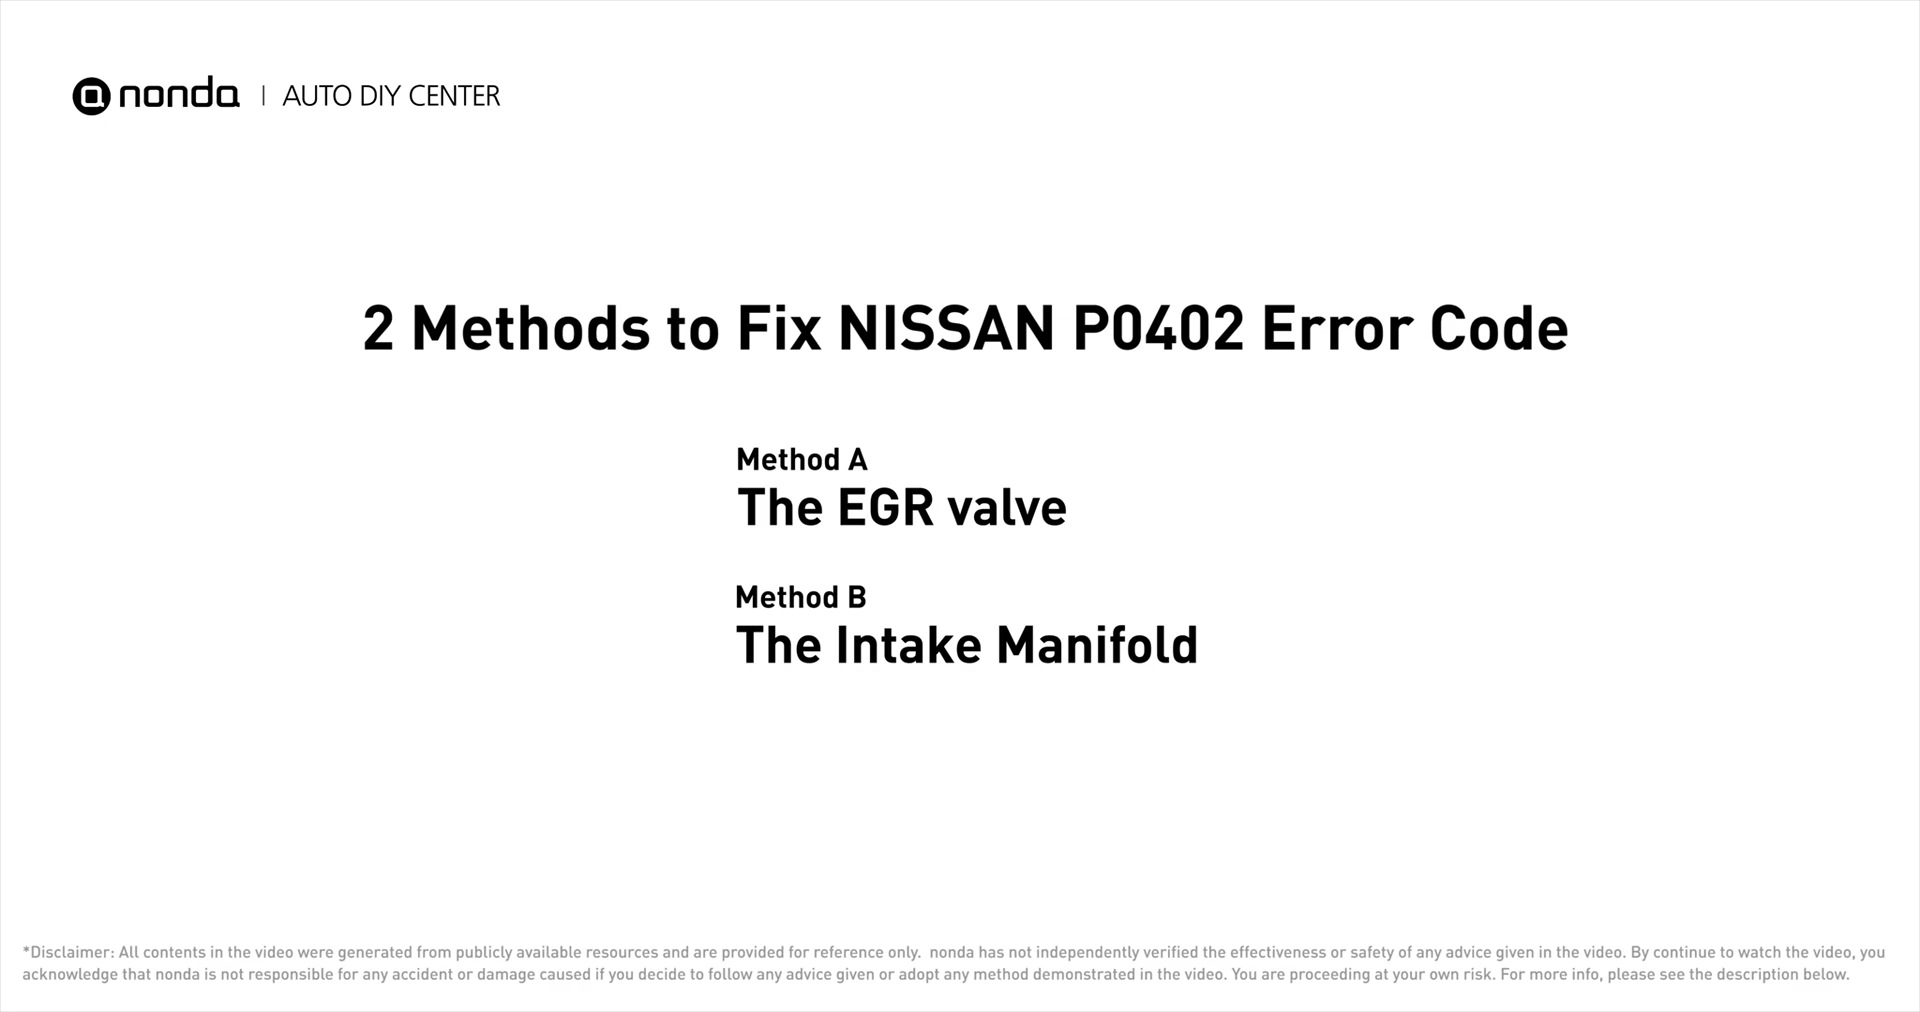 nonda | AUTO DIY CENTER
2 Methods to Fix NISSAN P0402 Error Code
Method A
The EGR valve
Method B
The Intake Manifold
*Disclaimer: All contents in the video were generated from publicly available resources and are provided for reference only.  nonda has not independently verified the effectiveness or safety of any advice given in the video. By continue to watch the video, you
acknowledge that nonda is not responsible for any accident or damage caused if you decide to follow any advice given or adopt any method demonstrated in the video. You are proceeding at your own risk. For more info, please see the description below.